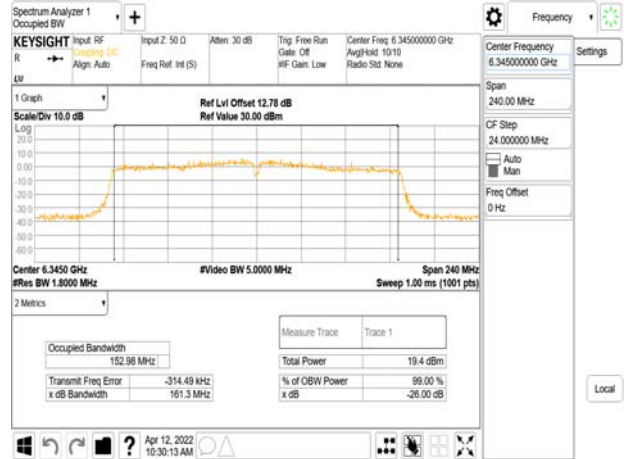 Spectrum Analyzer 1
Occupied BW
+
Frequency
KEYSIGHT Input: RF Input Z: 50 Ω Atten: 30 dB Trig: Free Run Center Freq: 6.345000000 GHz
R Coupling: DC Gate: Off Avg|Hold: 10/10
Align: Auto Freq Ref: Int (S) #IF Gain: Low Radio Std: None
LXI
Center Frequency
6.345000000 GHz
Settings
Span
240.00 MHz
CF Step
24.000000 MHz
Auto
Man
Freq Offset
0 Hz
Local
1 Graph
Ref Lvl Offset 12.78 dB
Scale/Div 10.0 dB Ref Value 30.00 dBm
Log
20.0
10.0
0.00
-10.0
-20.0
-30.0
-40.0
-50.0
-60.0
Center 6.3450 GHz #Video BW 5.0000 MHz Span 240 MHz
#Res BW 1.8000 MHz Sweep 1.00 ms (1001 pts)
2 Metrics
Measure Trace Trace 1
Occupied Bandwidth
152.98 MHz Total Power 19.4 dBm
Transmit Freq Error -314.49 kHz % of OBW Power 99.00 %
x dB Bandwidth 161.3 MHz x dB -26.00 dB
? Apr 12, 2022
10:30:13 AM